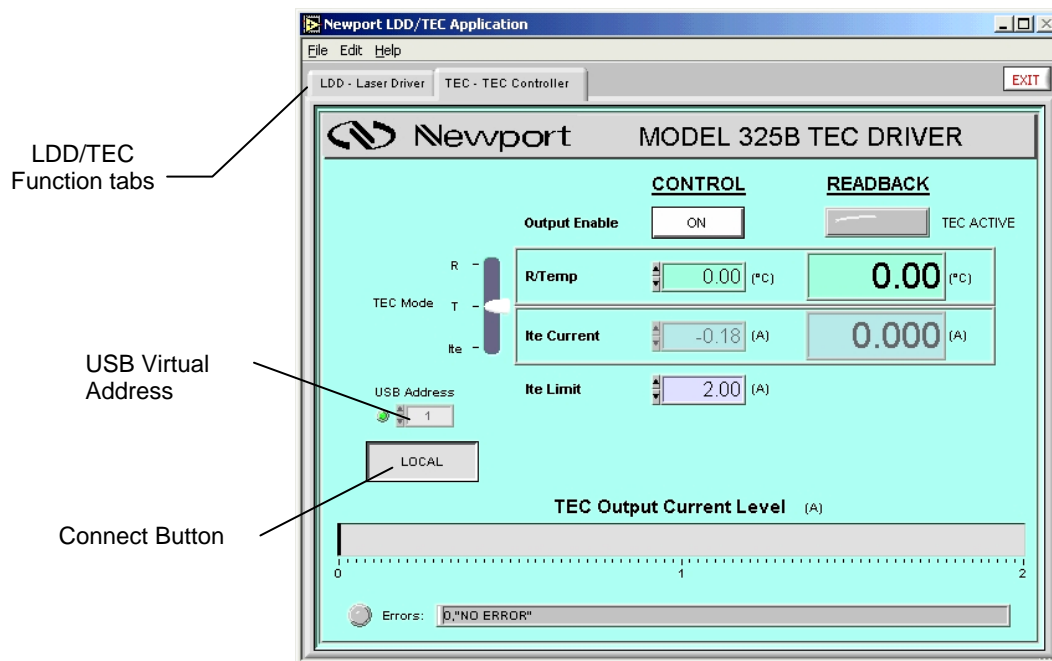 Newport LDD/TEC Application
File Edit Help
LDD - Laser Driver TEC - TEC Controller EXIT
Newport MODEL 325B TEC DRIVER
LDD/TEC
Function tabs
CONTROL READBACK
Output Enable ON TEC ACTIVE
R
R/Temp 0.00 (°C) 0.00 (°C)
TEC Mode T
Ite Current -0.18 (A) 0.000 (A)
Ite
USB Virtual
Address
USB Address
Ite Limit 2.00 (A)
1
LOCAL
Connect Button
TEC Output Current Level (A)
0 1 2
Errors: 0,"NO ERROR"